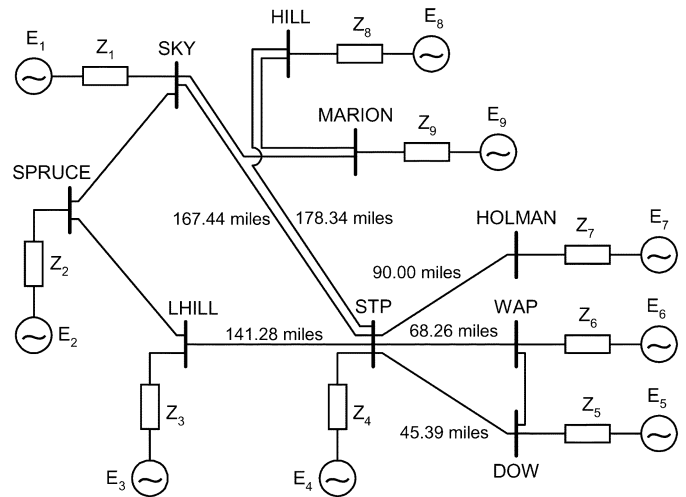 HILL
Z8
E8
E1
Z1
SKY
MARION
Z9
E9
SPRUCE
167.44 miles
178.34 miles
HOLMAN
Z7
E7
Z2
90.00 miles
E2
LHILL
STP
WAP
141.28 miles
68.26 miles
Z6
E6
Z3
Z4
45.39 miles
Z5
E5
DOW
E3
E4